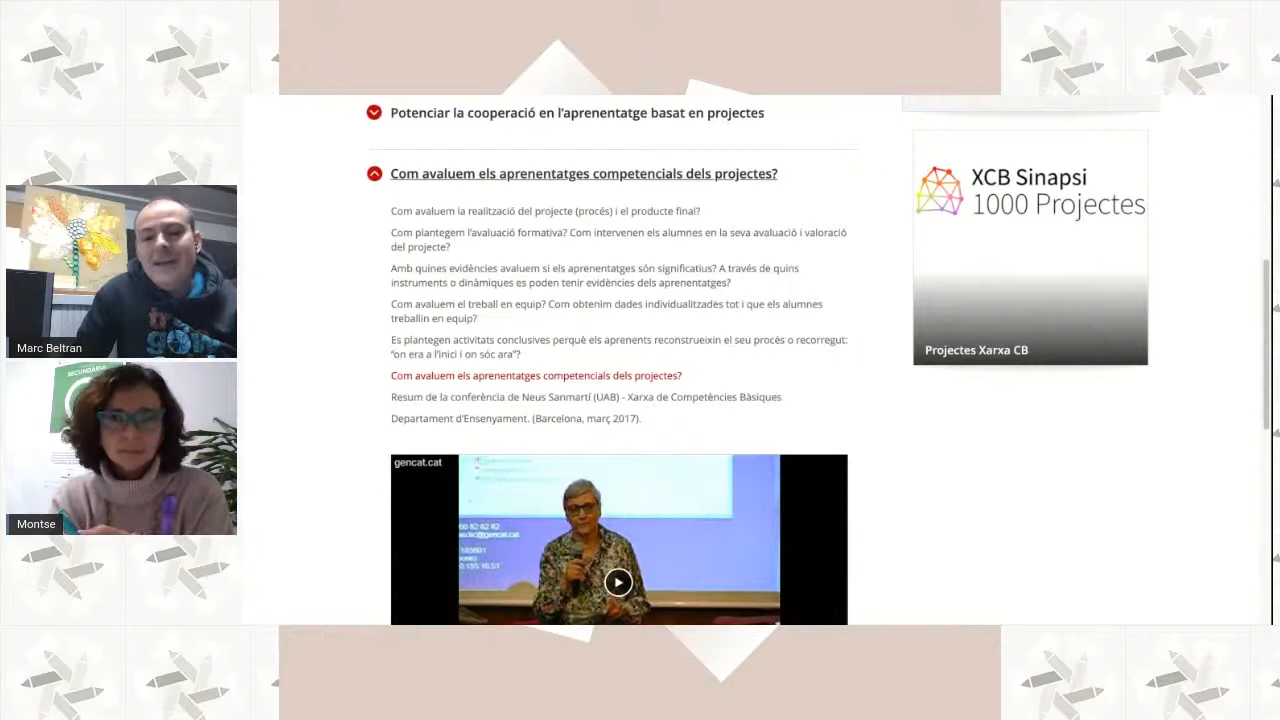 Potenciar la cooperació en l'aprenentatge basat en projectes
Com avaluem els aprenentatges competencials dels projectes?
Com avaluem la realització del projecte (procés) i el producte final?
Com plantegem l'avaluació formativa? Com intervenen els alumnes en la seva avaluació i valoració
del projecte?
Amb quines evidències avaluem si els aprenentatges són significatius? A través de quins
instruments o dinàmiques es poden tenir evidències dels aprenentatges?
Com avaluem el treball en equip? Com obtenim dades individualitzades tot i que els alumnes
treballin en equip?
Es plantegen activitats conclusives perquè els aprenents reconstrueixin el seu procés o recorregut:
"on era a l'inici i on sóc ara"?
Com avaluem els aprenentatges competencials dels projectes?
Resum de la conferència de Neus Sanmartí (UAB) - Xarxa de Competències Bàsiques
Departament d'Ensenyament. (Barcelona, març 2017).
gencat.cat
XCB Sinapsi
1000 Projectes
Projectes Xarxa CB
SECUNDÀRIA
Marc Beltran
Montse